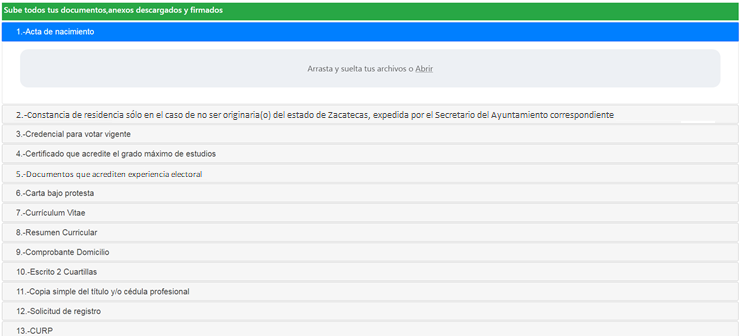 Sube todos tus documentos,anexos descargados y firmados
1.-Acta de nacimiento
Arrasta y suelta tus archivos o Abrir
2.-Constancia de residencia sólo en el caso de no ser originaria(o) del estado de Zacatecas, expedida por el Secretario del Ayuntamiento correspondiente
3.-Credencial para votar vigente
4.-Certificado que acredite el grado máximo de estudios
5.-Documentos que acrediten experiencia electoral
6.-Carta bajo protesta
7.-Currículum Vitae
8.-Resumen Curricular
9.-Comprobante Domicilio
10.-Escrito 2 Cuartillas
11.-Copia simple del título y/o cédula profesional
12.-Solicitud de registro
13.-CURP